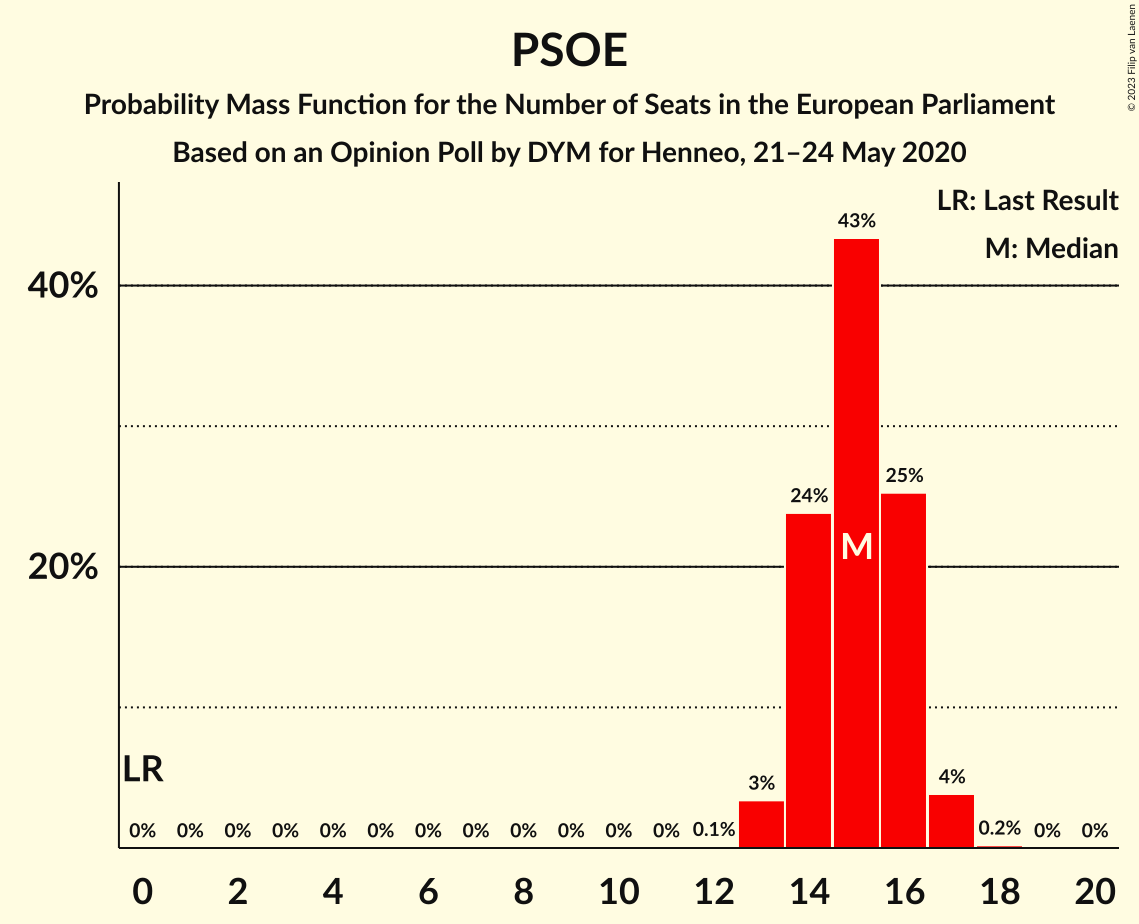 PSOE
Probability Mass Function for the Number of Seats in the European Parliament
Based on an Opinion Poll by DYM for Henneo, 21–24 May 2020
© 2023 Filip van Laenen
LR: Last Result
M: Median
40%
20%
43%
25%
24%
M
LR
3%
4%
0% 0% 0% 0% 0% 0% 0% 0% 0% 0% 0% 0% 0.1% 0.2% 0% 0%
0 2 4 6 8 10 12 14 16 18 20